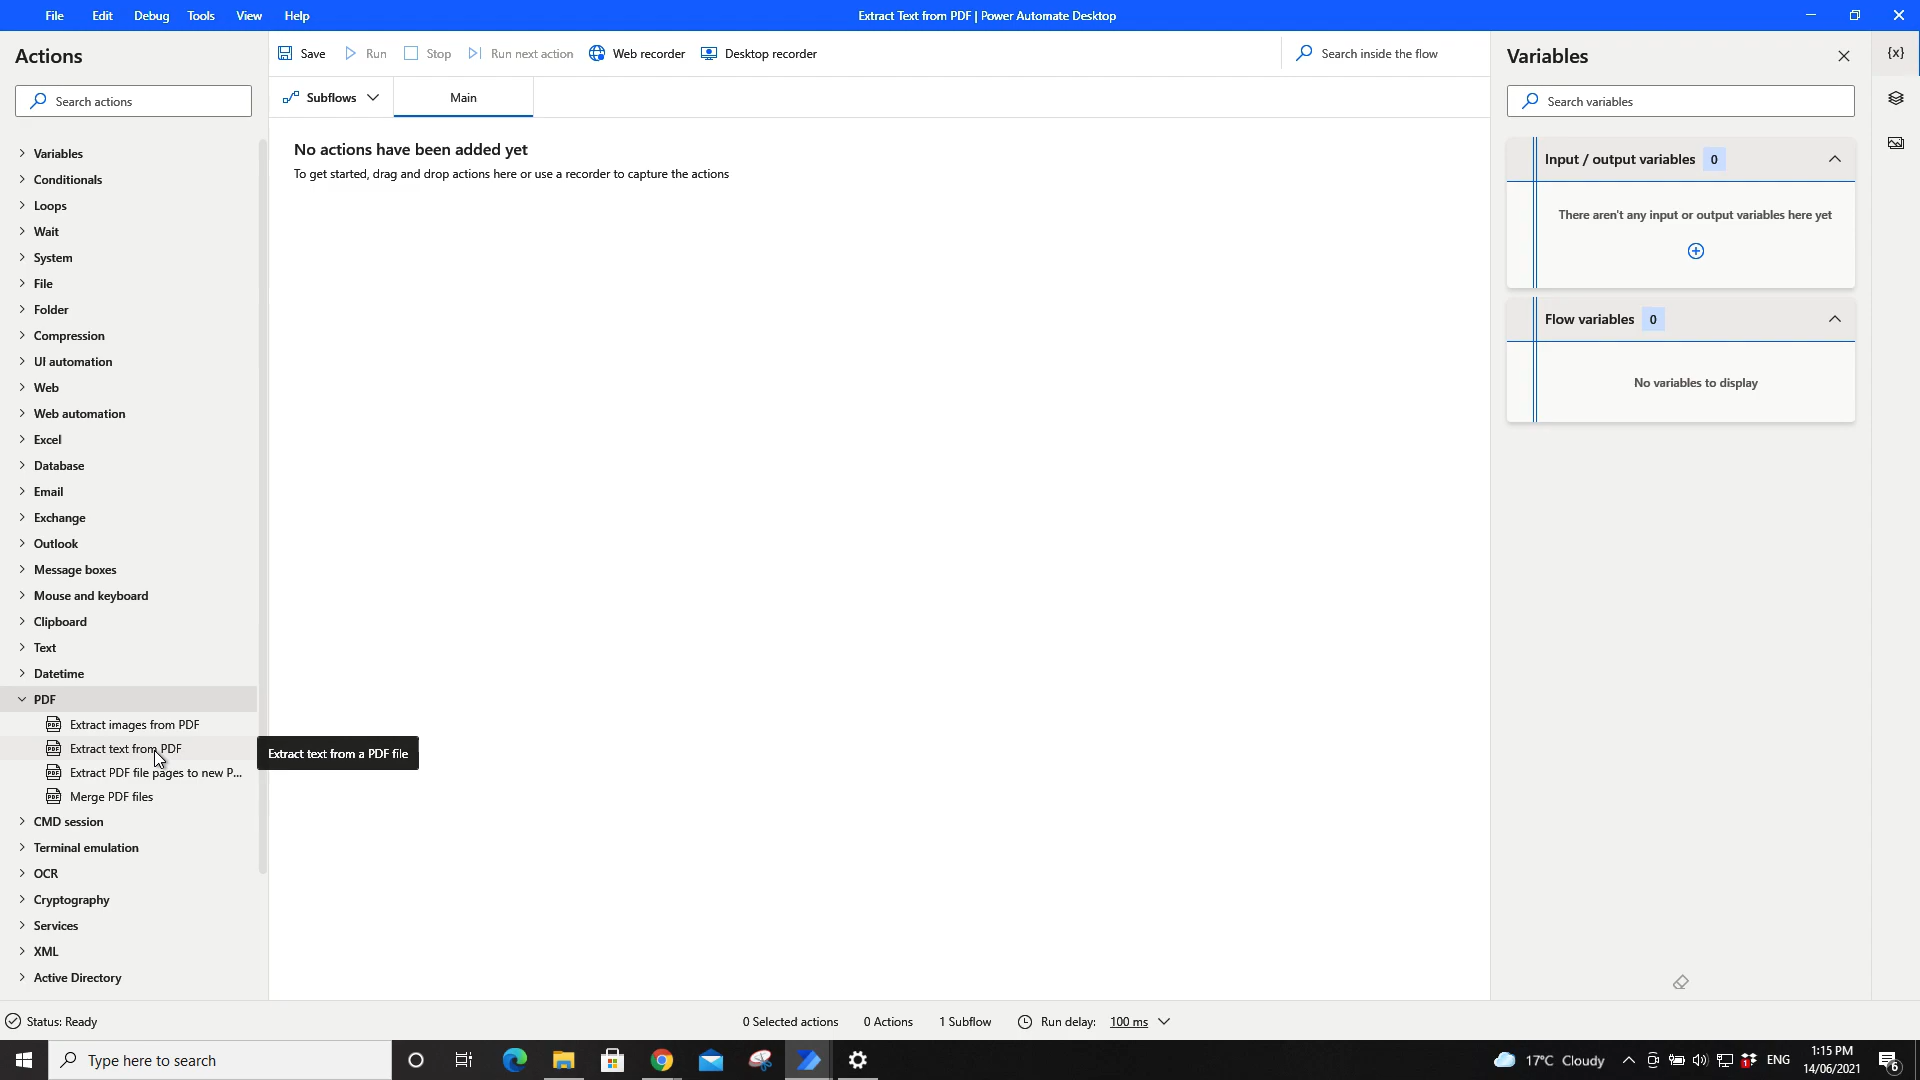 File Edit Debug Tools View Help
Extract Text from PDF | Power Automate Desktop
Actions
Search actions
Variables
Conditionals
Loops
Wait
System
File
Folder
Compression
UI automation
Web
Web automation
Excel
Database
Email
Exchange
Outlook
Message boxes
Mouse and keyboard
Clipboard
Text
Datetime
PDF
Extract images from PDF
Extract text from PDF
Extract PDF file pages to new P...
Merge PDF files
CMD session
Terminal emulation
OCR
Cryptography
Services
XML
Active Directory
Extract text from a PDF file
Save Run Stop Run next action Web recorder Desktop recorder
Search inside the flow
Subflows Main
No actions have been added yet
To get started, drag and drop actions here or use a recorder to capture the actions
Variables
{x}
Search variables
Input / output variables 0
There aren't any input or output variables here yet
Flow variables 0
No variables to display
Status: Ready
0 Selected actions 0 Actions 1 Subflow Run delay: 100 ms
Type here to search
17°C Cloudy
ENG
1:15 PM
14/06/2021
6